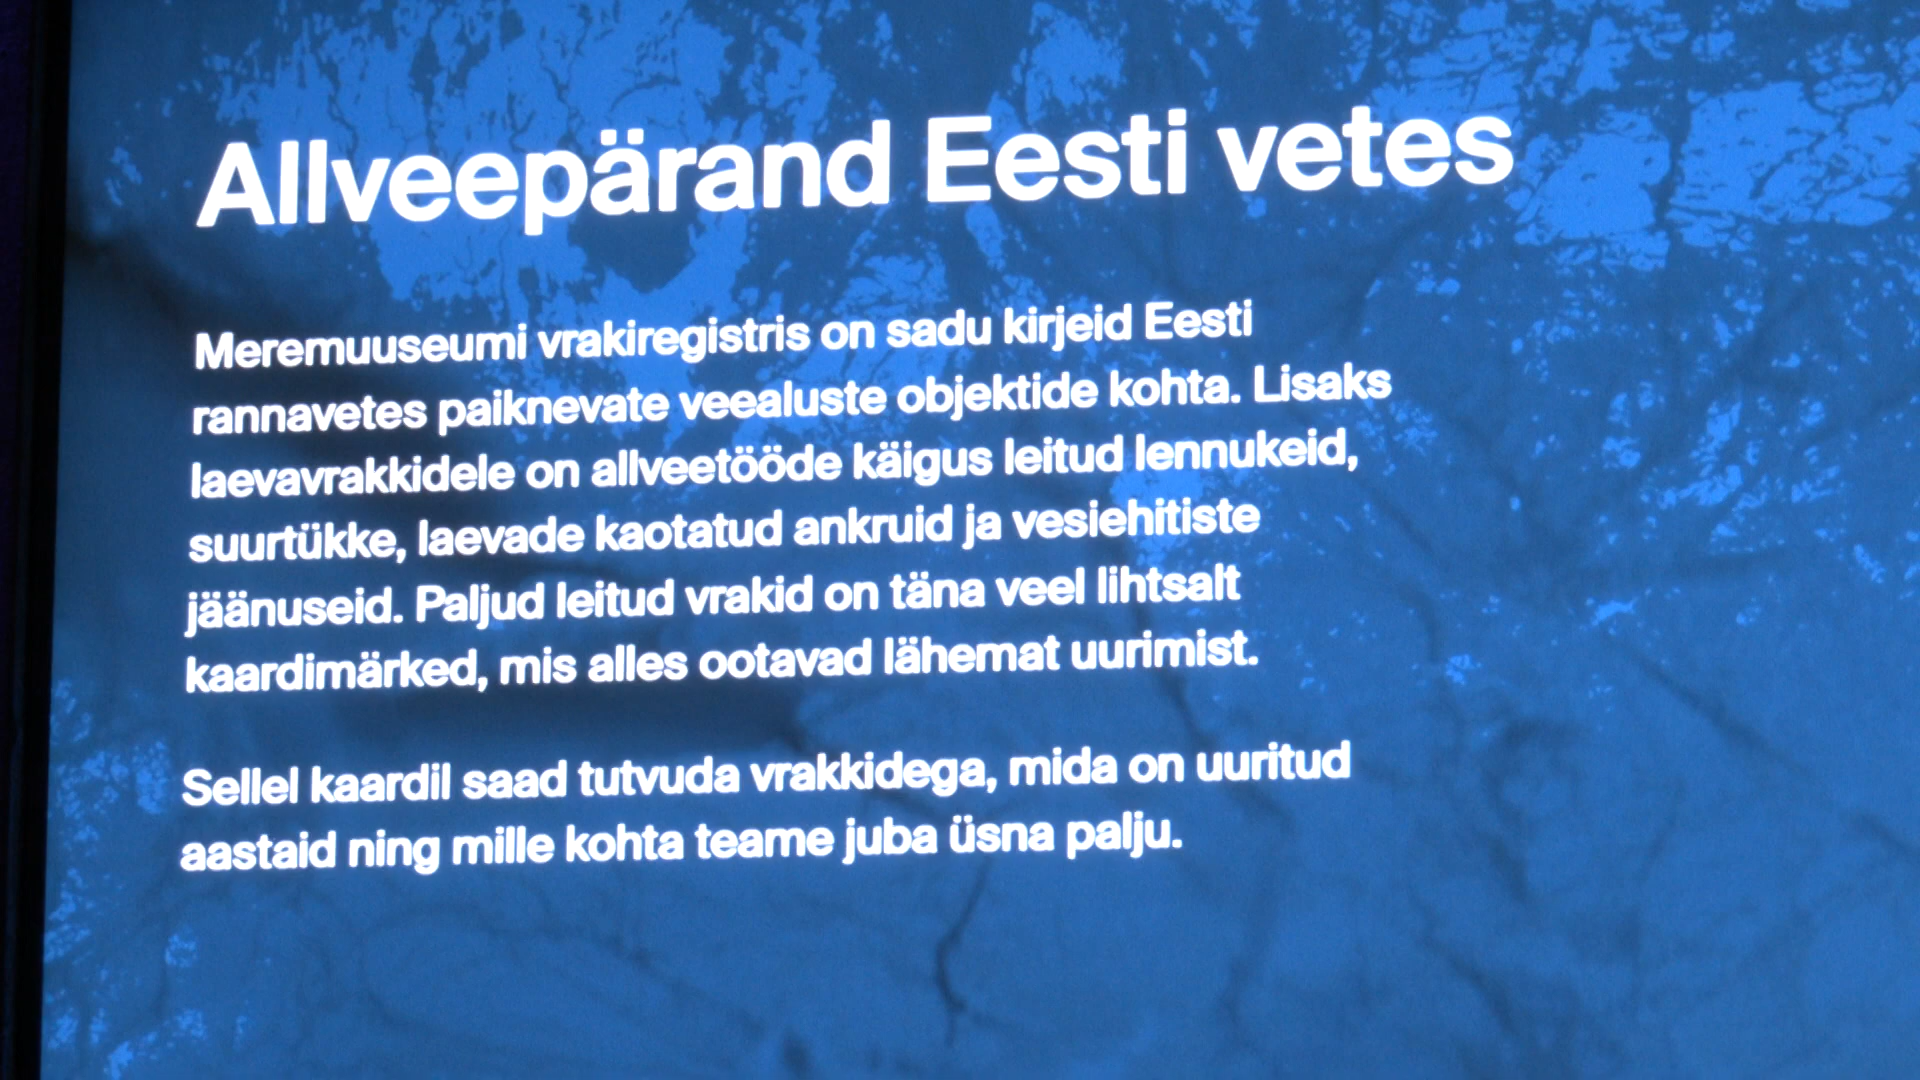 Allveepärand Eesti vetes
Meremuuseumi vrakiregistris on sadu kirjeid Eesti
rannavetes paiknevate veealuste objektide kohta. Lisaks
laevavrakkidele on allveetööde käigus leitud lennukeid,
suurtükke, laevade kaotatud ankruid ja vesiehitiste
jäänuseid. Paljud leitud vrakid on täna veel lihtsalt
kaardimärked, mis alles ootavad lähemat uurimist.
Sellel kaardil saad tutvuda vrakkidega, mida on uuritud
aastaid ning mille kohta teame juba üsna palju.